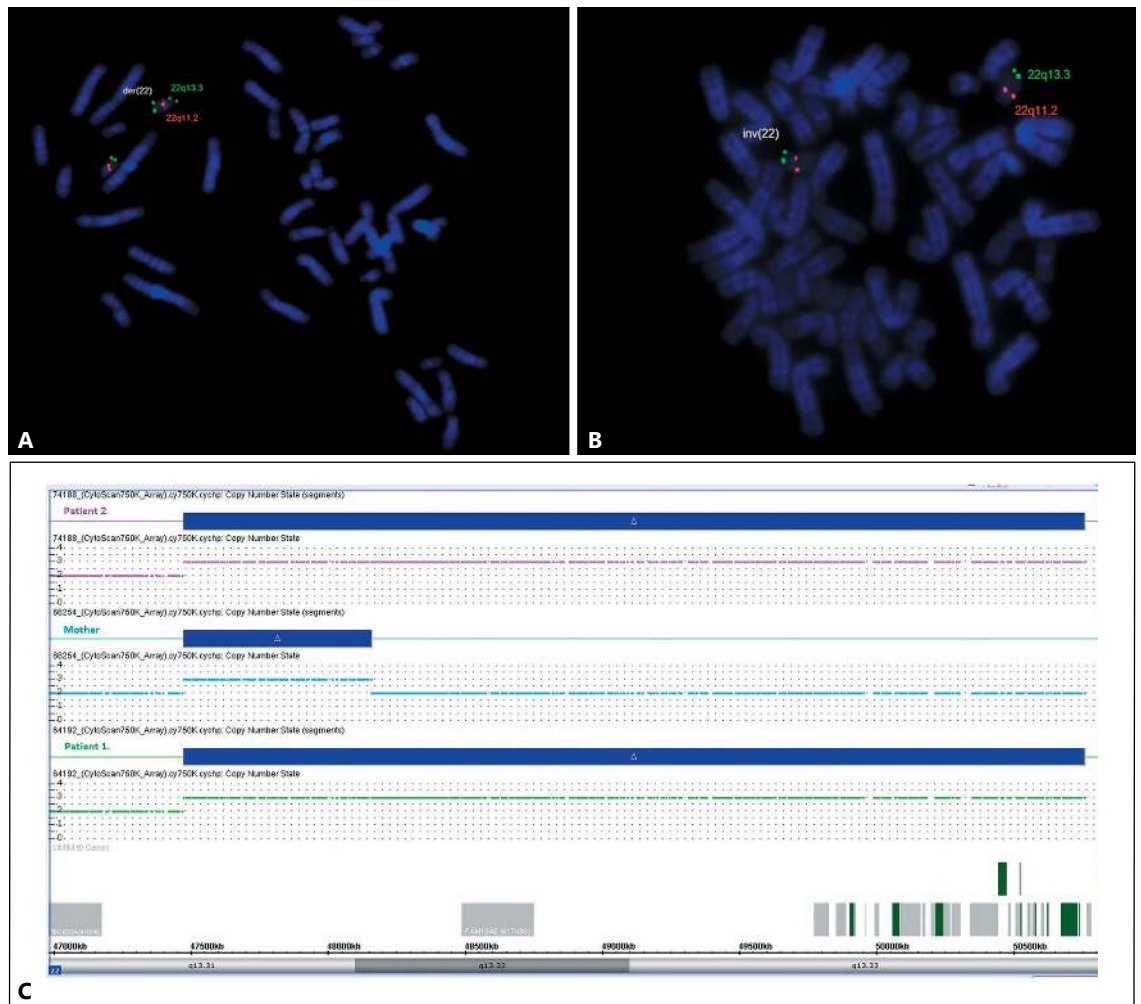 der(22)
22q13.3
22q11.2
A
22q13.3
22q11.2
inv(22)
B
74188_(CytoScan750K_Array).cy750K.cychp: Copy Number State (segments)
Patient 2
74188_(CytoScan750K_Array).cy750K.cychp: Copy Number State
4
3
2
1
0
88254_(CytoScan750K_Array).cy750K.cychp: Copy Number State (segments)
Mother
88254_(CytoScan750K_Array).cy750K.cychp: Copy Number State
4
3
2
1
0
64192_(CytoScan750K_Array).cy750K.cychp: Copy Number State (segments)
Patient 1.
64192_(CytoScan750K_Array).cy750K.cychp: Copy Number State
4
3
2
1
0
Genes
47000kb 47500kb 48000kb 48500kb 49000kb 49500kb 50000kb 50500kb
22 q13.31 q13.32 q13.33
C